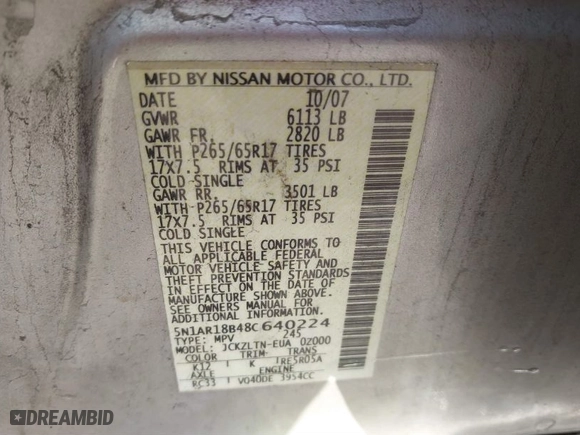 MFD BY NISSAN MOTOR CO., LTD.
DATE 10/07
GVWR 6113 LB
GAWR FR. 2820 LB
WITH P265/65R17 TIRES
17X7.5 RIMS AT 35 PSI
COLD SINGLE
GAWR RR. 3501 LB
WITH P265/65R17 TIRES
17X7.5 RIMS AT 35 PSI
COLD SINGLE
THIS VEHICLE CONFORMS TO
ALL APPLICABLE FEDERAL
MOTOR VEHICLE SAFETY AND
THEFT PREVENTION STANDARDS
IN EFFECT ON THE DATE OF
MANUFACTURE SHOWN ABOVE.
SEE OWNERS MANUAL FOR
ADDITIONAL INFORMATION.
5N1AR18B48C640224
TYPE: MPV 245
MODEL: JCKZLTN-EUA 0Z000
COLOR TRIM TRANS
K12 K RE5R05A
AXLE ENGINE
RC33 VQ40DE 3954CC
DREAMBID